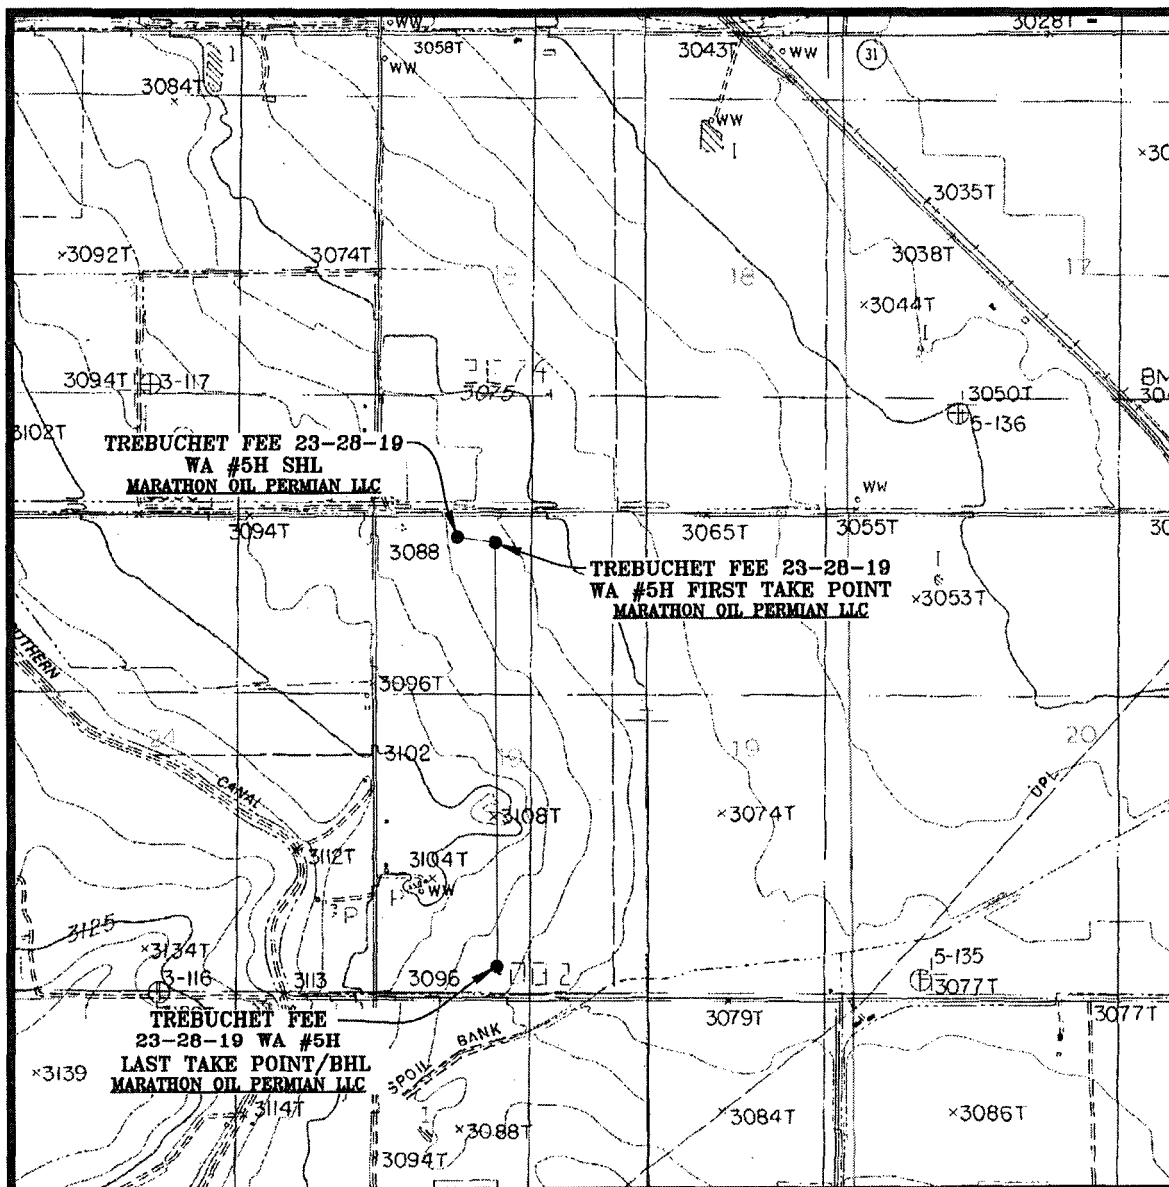 WW
3058T
3028T
3043T
WW
31
WW
I
3084T
WW
I
3035T
3038T
×3092T
3074T
18
17
×3044T
I
3094T
3-117
3075
3050T
5-136
BM
3102T
TREBUCHET FEE 23-28-19
WA #5H SHL
MARATHON OIL PERMIAN LLC
WW
3094T
3088
3065T
3055T
TREBUCHET FEE 23-28-19
WA #5H FIRST TAKE POINT
MARATHON OIL PERMIAN LLC
I
×3053T
3096T
24
3102
19
19
20
CANAL
UPL
×3108T
×3074T
3112T
3104T
WW
3125
×3134T
5-135
3-116
3113
3096
3077T
TREBUCHET FEE
23-28-19 WA #5H
LAST TAKE POINT/BHL
MARATHON OIL PERMIAN LLC
3079T
3077T
SPOIL BANK
×3139
3114T
×3088T
×3084T
×3086T
3094T